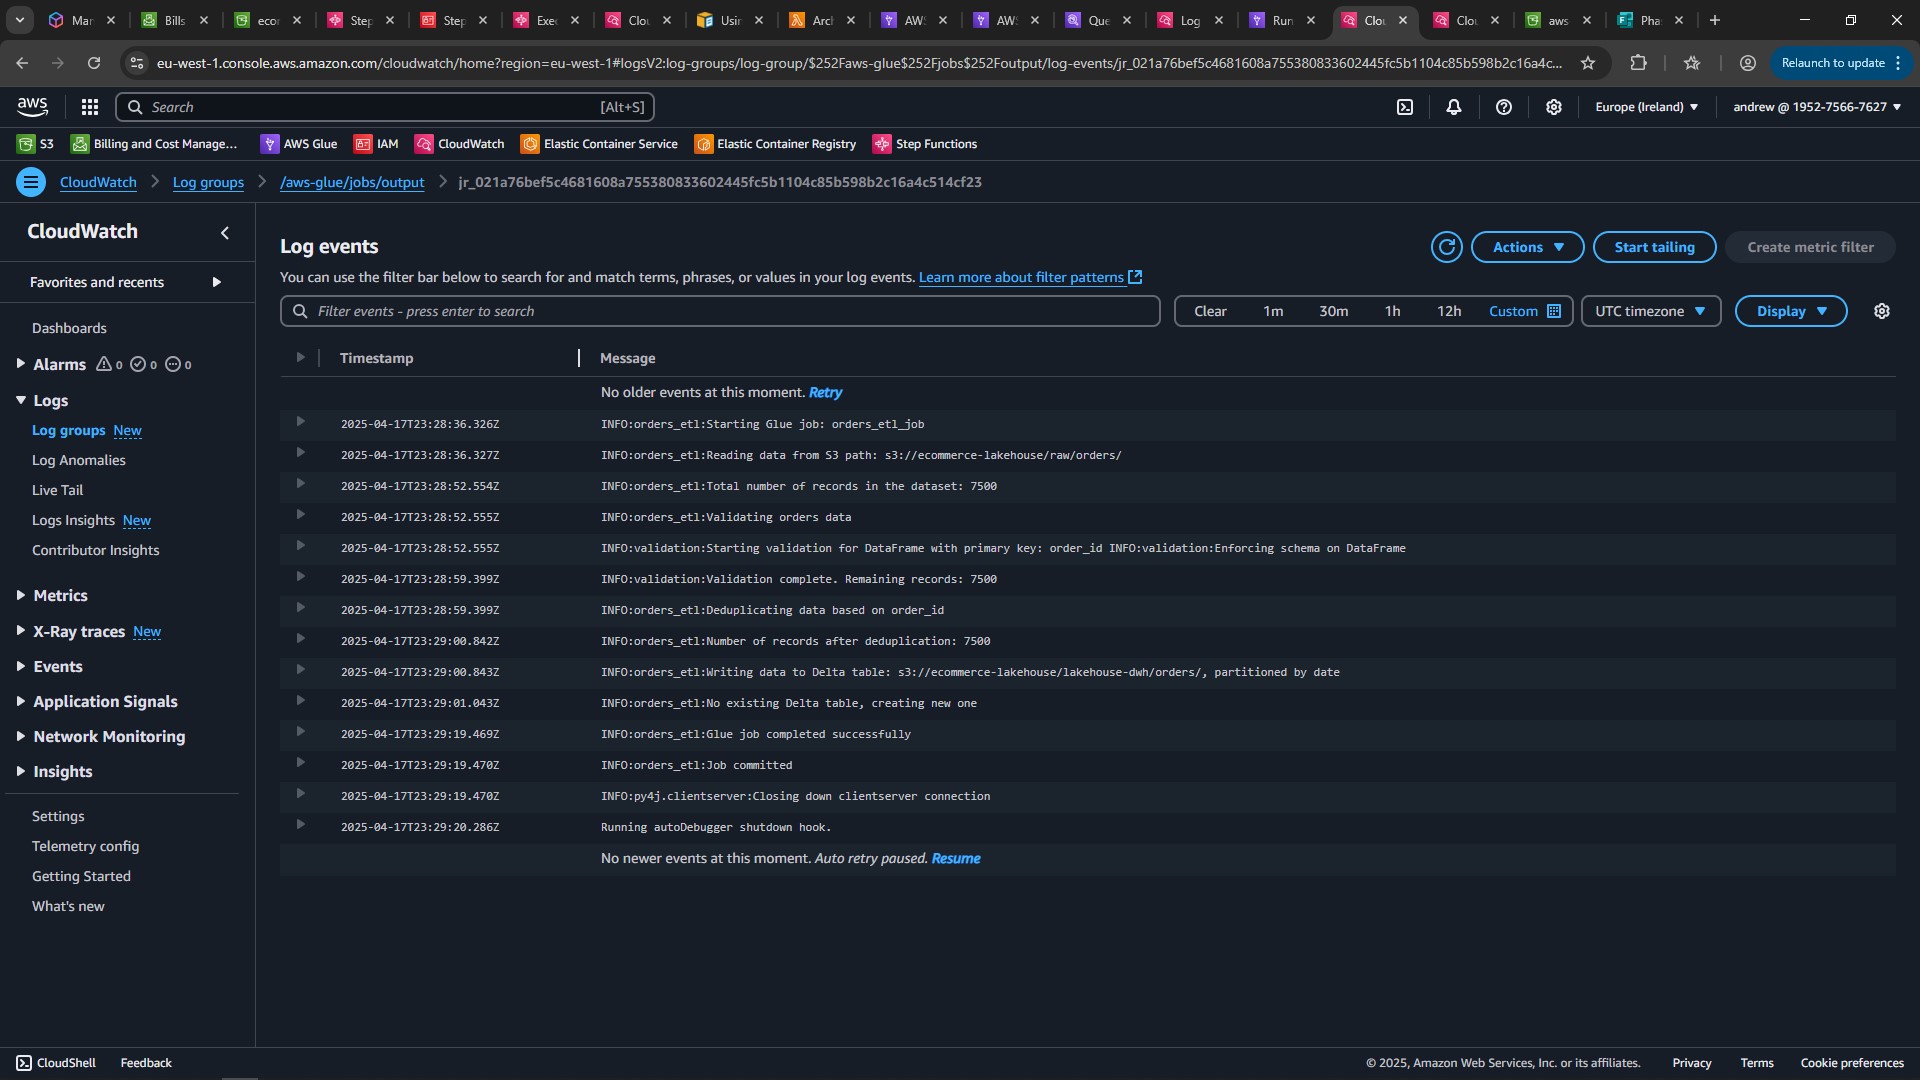 Mar
Bills
ecor
Step
Step
Exec
Clou
Usin
Arch
AWS
AWS
Que
Log
Run
Clou
Clou
aws
Pha
eu-west-1.console.aws.amazon.com/cloudwatch/home?region=eu-west-1#logsV2:log-groups/log-group/$252Faws-glue$252Fjobs$252Foutput/log-events/jr_021a76bef5c4681608a755380833602445fc5b1104c85b598b2c16a4c...
Relaunch to update
aws
Search
[Alt+S]
Europe (Ireland)
andrew @ 1952-7566-7627
S3
Billing and Cost Manage...
AWS Glue
IAM
CloudWatch
Elastic Container Service
Elastic Container Registry
Step Functions
CloudWatch
Log groups
/aws-glue/jobs/output
jr_021a76bef5c4681608a755380833602445fc5b1104c85b598b2c16a4c514cf23
CloudWatch
Favorites and recents
Dashboards
Alarms 0 0 0
Logs
Log groups New
Log Anomalies
Live Tail
Logs Insights New
Contributor Insights
Metrics
X-Ray traces New
Events
Application Signals
Network Monitoring
Insights
Settings
Telemetry config
Getting Started
What's new
Log events
Actions
Start tailing
Create metric filter
You can use the filter bar below to search for and match terms, phrases, or values in your log events. Learn more about filter patterns
Filter events - press enter to search
Clear
1m
30m
1h
12h
Custom
UTC timezone
Display
Timestamp Message
No older events at this moment. Retry
2025-04-17T23:28:36.326Z INFO:orders_etl:Starting Glue job: orders_etl_job
2025-04-17T23:28:36.327Z INFO:orders_etl:Reading data from S3 path: s3://ecommerce-lakehouse/raw/orders/
2025-04-17T23:28:52.554Z INFO:orders_etl:Total number of records in the dataset: 7500
2025-04-17T23:28:52.555Z INFO:orders_etl:Validating orders data
2025-04-17T23:28:52.555Z INFO:validation:Starting validation for DataFrame with primary key: order_id INFO:validation:Enforcing schema on DataFrame
2025-04-17T23:28:59.399Z INFO:validation:Validation complete. Remaining records: 7500
2025-04-17T23:28:59.399Z INFO:orders_etl:Deduplicating data based on order_id
2025-04-17T23:29:00.842Z INFO:orders_etl:Number of records after deduplication: 7500
2025-04-17T23:29:00.843Z INFO:orders_etl:Writing data to Delta table: s3://ecommerce-lakehouse/lakehouse-dwh/orders/, partitioned by date
2025-04-17T23:29:01.043Z INFO:orders_etl:No existing Delta table, creating new one
2025-04-17T23:29:19.469Z INFO:orders_etl:Glue job completed successfully
2025-04-17T23:29:19.470Z INFO:orders_etl:Job committed
2025-04-17T23:29:19.470Z INFO:py4j.clientserver:Closing down clientserver connection
2025-04-17T23:29:20.286Z Running autoDebugger shutdown hook.
No newer events at this moment. Auto retry paused. Resume
CloudShell
Feedback
© 2025, Amazon Web Services, Inc. or its affiliates.
Privacy
Terms
Cookie preferences